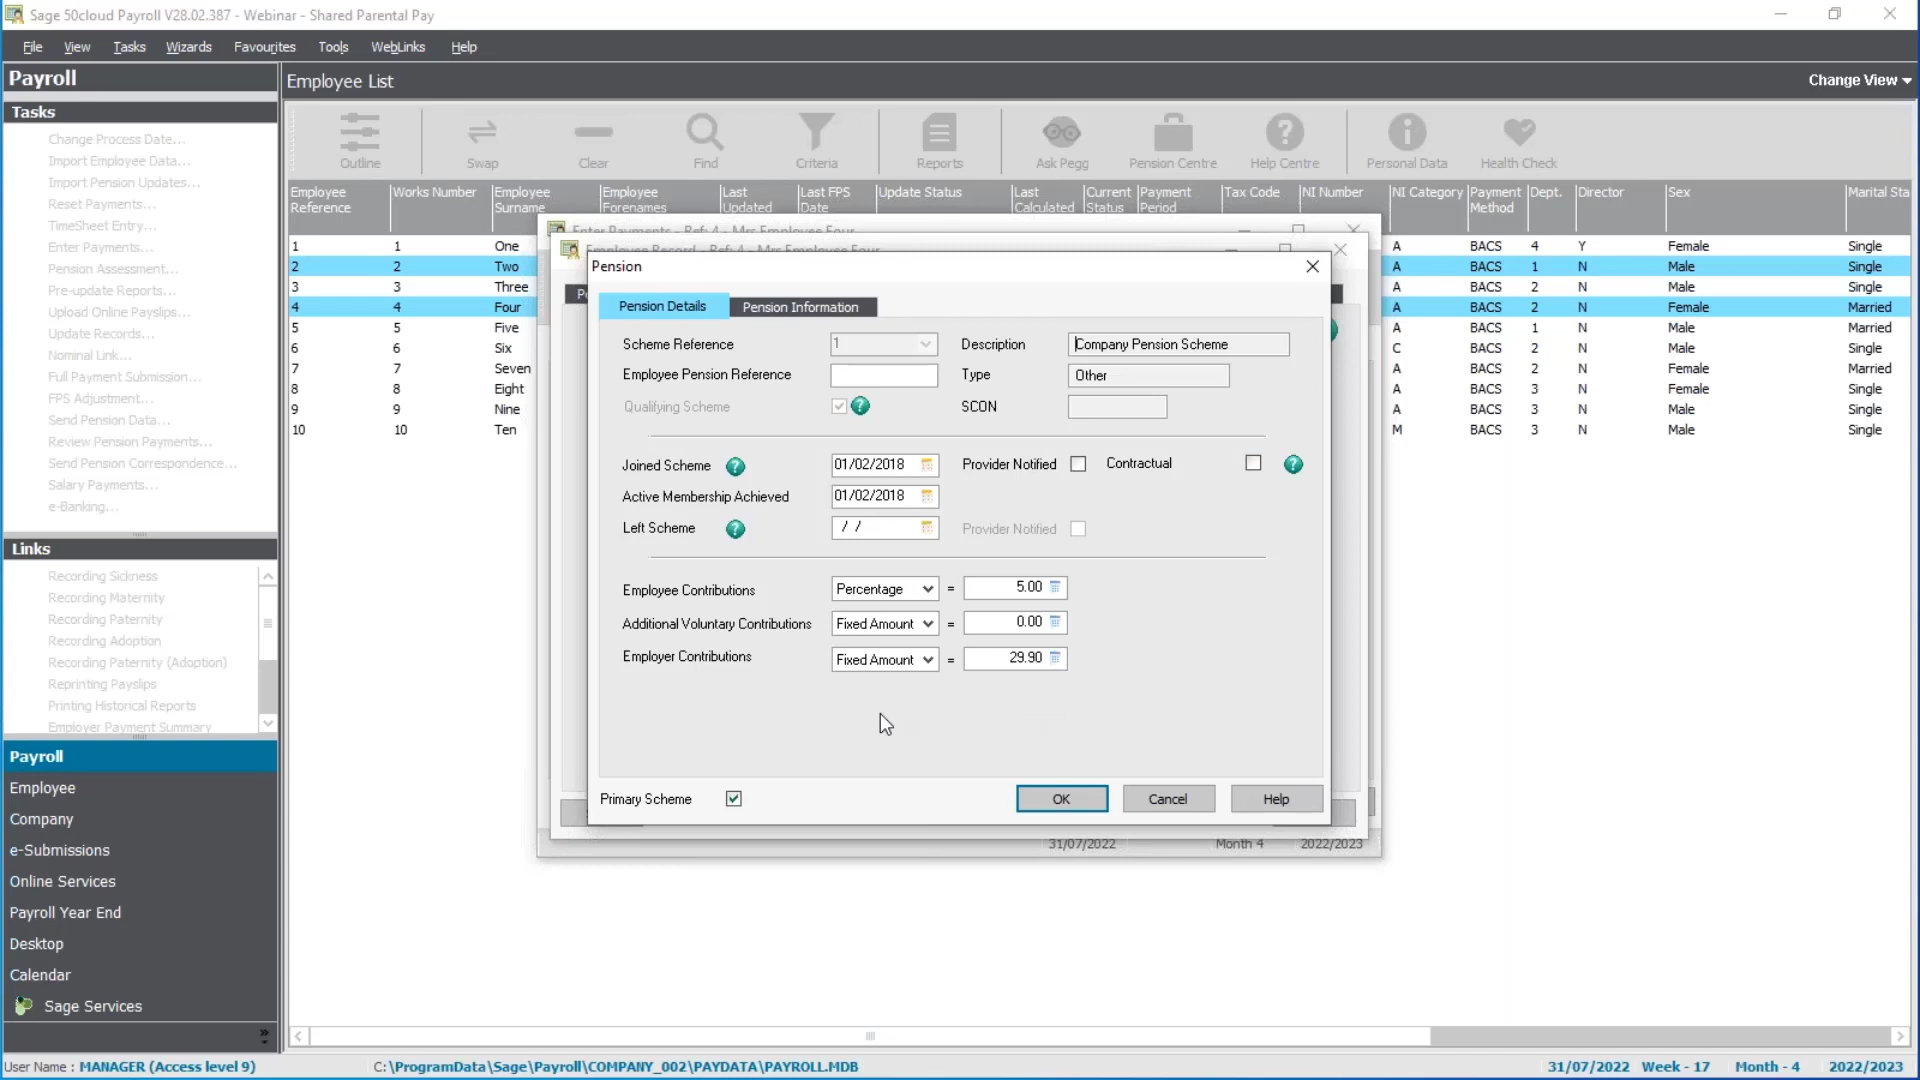 Sage 50cloud Payroll V28.02.387 - Webinar - Shared Parental Pay
File View Tasks Wizards Favourites Tools WebLinks Help
Payroll
Employee List
Change View
Tasks
Change Process Date...
Import Employee Data...
Import Pension Updates...
Reset Payments...
TimeSheet Entry...
Enter Payments...
Pension Assessment...
Pre-update Reports...
Upload Online Payslips...
Update Records...
Nominal Link...
Full Payment Submission...
FPS Adjustment...
Send Pension Data...
Review Pension Payments...
Send Pension Correspondence...
Salary Payments...
e-Banking...
Links
Recording Sickness
Recording Maternity
Recording Paternity
Recording Adoption
Recording Paternity (Adoption)
Reprinting Payslips
Printing Historical Reports
Employer Payment Summary
Payroll
Employee
Company
e-Submissions
Online Services
Payroll Year End
Desktop
Calendar
Sage Services
Outline Swap Clear Find Criteria Reports Ask Pegg Pension Centre Help Centre Personal Data Health Check
Employee Reference Works Number Employee Surname Employee Forenames Last Updated Last FPS Date Update Status Last Calculated Current Status Payment Period Tax Code NI Number NI Category Payment Method Dept. Director Sex Marital Sta
1 1 One A BACS 4 Y Female Single
2 2 Two A BACS 1 N Male Single
3 3 Three A BACS 2 N Male Single
4 4 Four A BACS 2 N Female Married
5 5 Five A BACS 1 N Male Married
6 6 Six C BACS 2 N Male Single
7 7 Seven A BACS 2 N Male Married
8 8 Eight A BACS 3 N Female Single
9 9 Nine A BACS 3 N Male Single
10 10 Ten M BACS 3 N Male Single
Enter Payments - Ref: 4 - Mrs Employee Four
Employee Record - Ref: 4 - Mrs Employee Four
Pension
Pension Details Pension Information
Scheme Reference 1 Description Company Pension Scheme
Employee Pension Reference Type Other
Qualifying Scheme SCON
Joined Scheme 01/02/2018 Provider Notified Contractual
Active Membership Achieved 01/02/2018
Left Scheme / / Provider Notified
Employee Contributions Percentage = 5.00
Additional Voluntary Contributions Fixed Amount = 0.00
Employer Contributions Fixed Amount = 29.90
Primary Scheme OK Cancel Help
31/07/2022 Month 4 2022/2023
User Name : MANAGER (Access level 9) C:\ProgramData\Sage\Payroll\COMPANY_002\PAYDATA\PAYROLL.MDB 31/07/2022 Week - 17 Month - 4 2022/2023